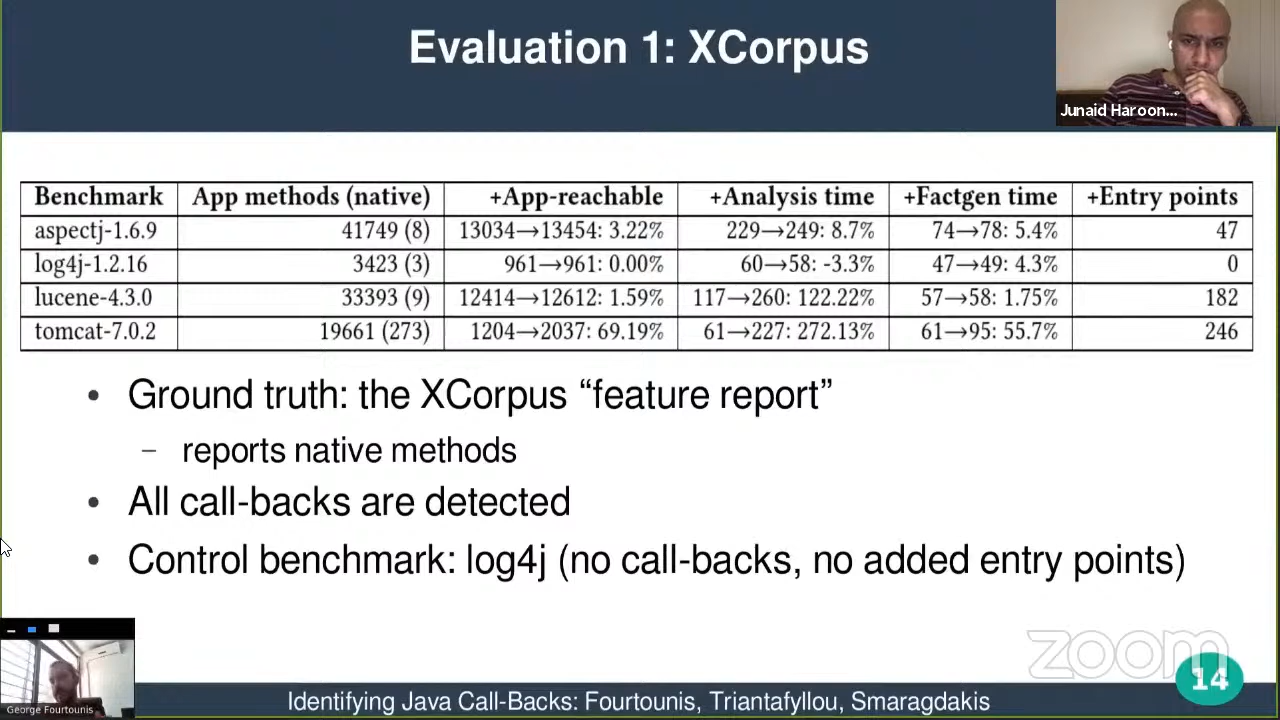 Evaluation 1: XCorpus
Junaid Haroon...
Benchmark App methods (native) +App-reachable +Analysis time +Factgen time +Entry points
aspectj-1.6.9 41749 (8) 13034→13454: 3.22% 229→249: 8.7% 74→78: 5.4% 47
log4j-1.2.16 3423 (3) 961→961: 0.00% 60→58: -3.3% 47→49: 4.3% 0
lucene-4.3.0 33393 (9) 12414→12612: 1.59% 117→260: 122.22% 57→58: 1.75% 182
tomcat-7.0.2 19661 (273) 1204→2037: 69.19% 61→227: 272.13% 61→95: 55.7% 246
• Ground truth: the XCorpus “feature report”
– reports native methods
• All call-backs are detected
• Control benchmark: log4j (no call-backs, no added entry points)
zoom
14
George Fourtounis
Identifying Java Call-Backs: Fourtounis, Triantafyllou, Smaragdakis